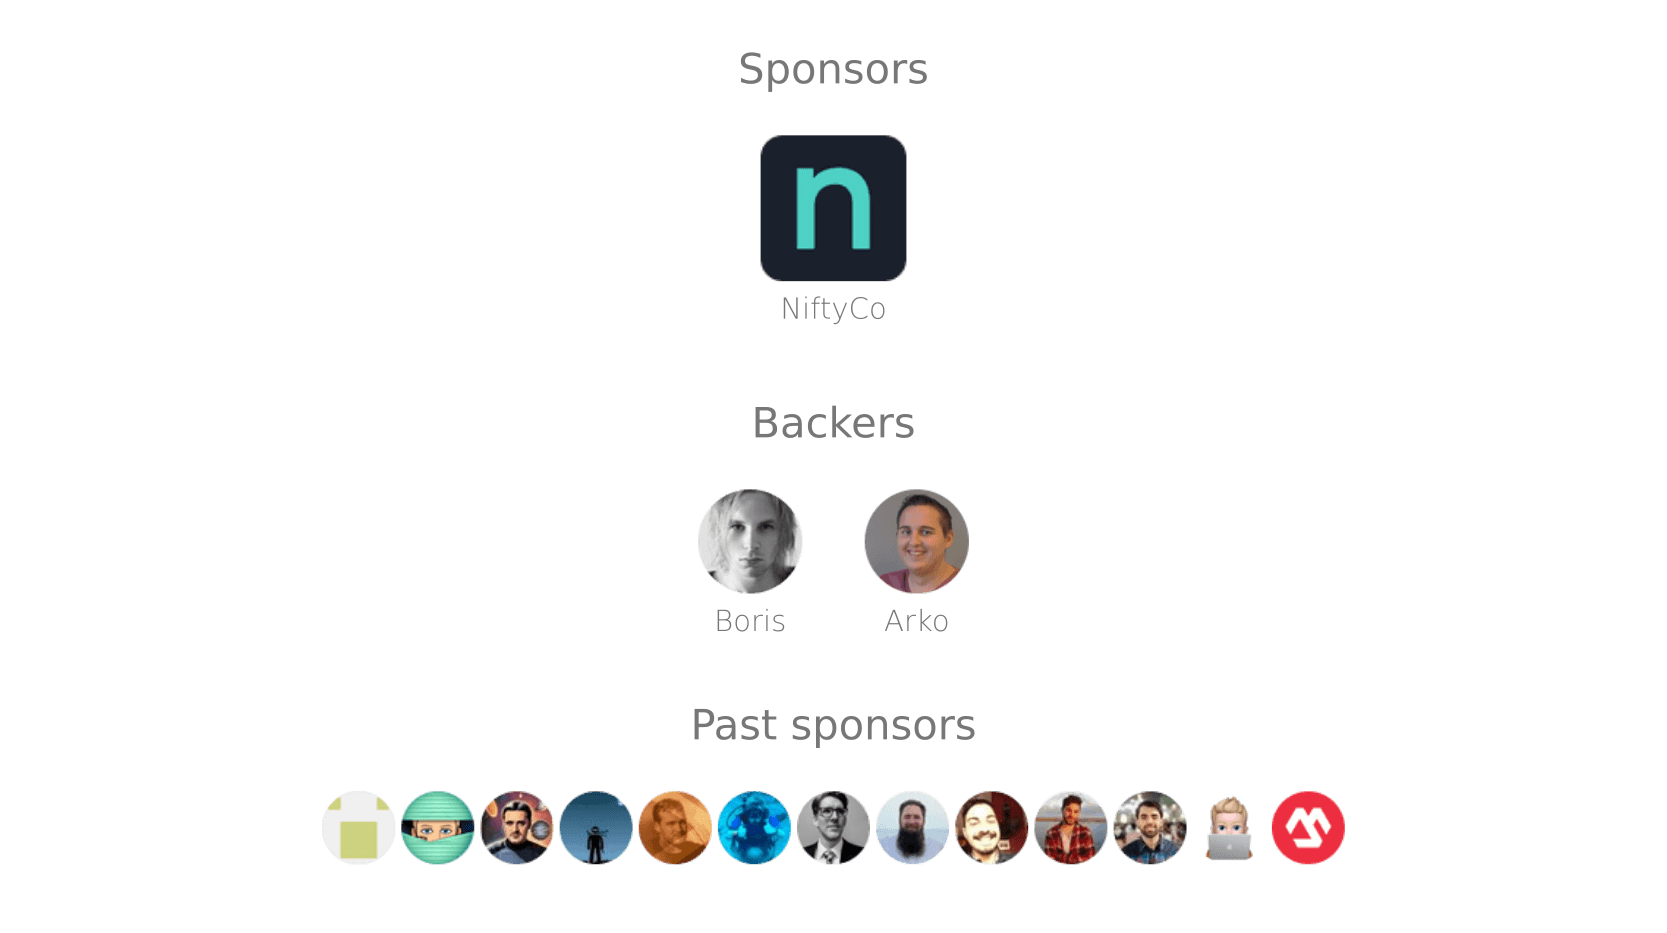 Sponsors
n
NiftyCo
Backers
Boris
Arko
Past sponsors